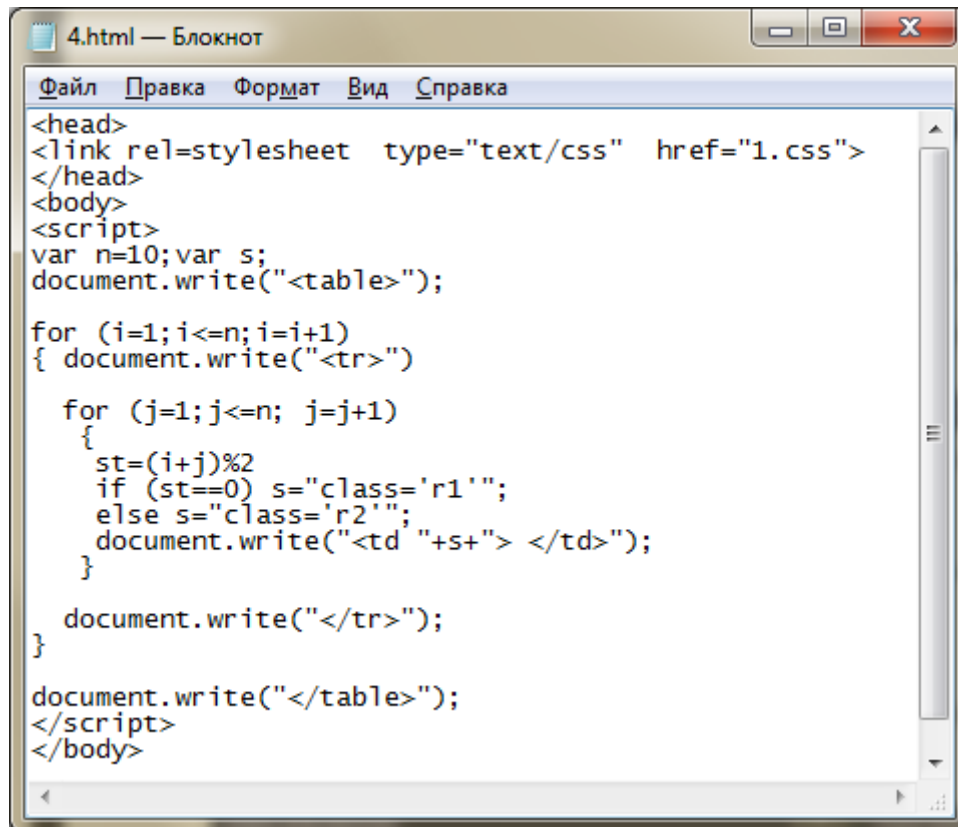 4.html — Блокнот
Файл Правка Формат Вид Справка
<head>
<link rel=stylesheet  type="text/css"  href="1.css">
</head>
<body>
<script>
var n=10;var s;
document.write("<table>");

for (i=1;i<=n;i=i+1)
{ document.write("<tr>")

  for (j=1;j<=n; j=j+1)
   {
    st=(i+j)%2
    if (st==0) s="class='r1'";
    else s="class='r2'";
    document.write("<td "+s+"> </td>");
   }

  document.write("</tr>");
}

document.write("</table>");
</script>
</body>